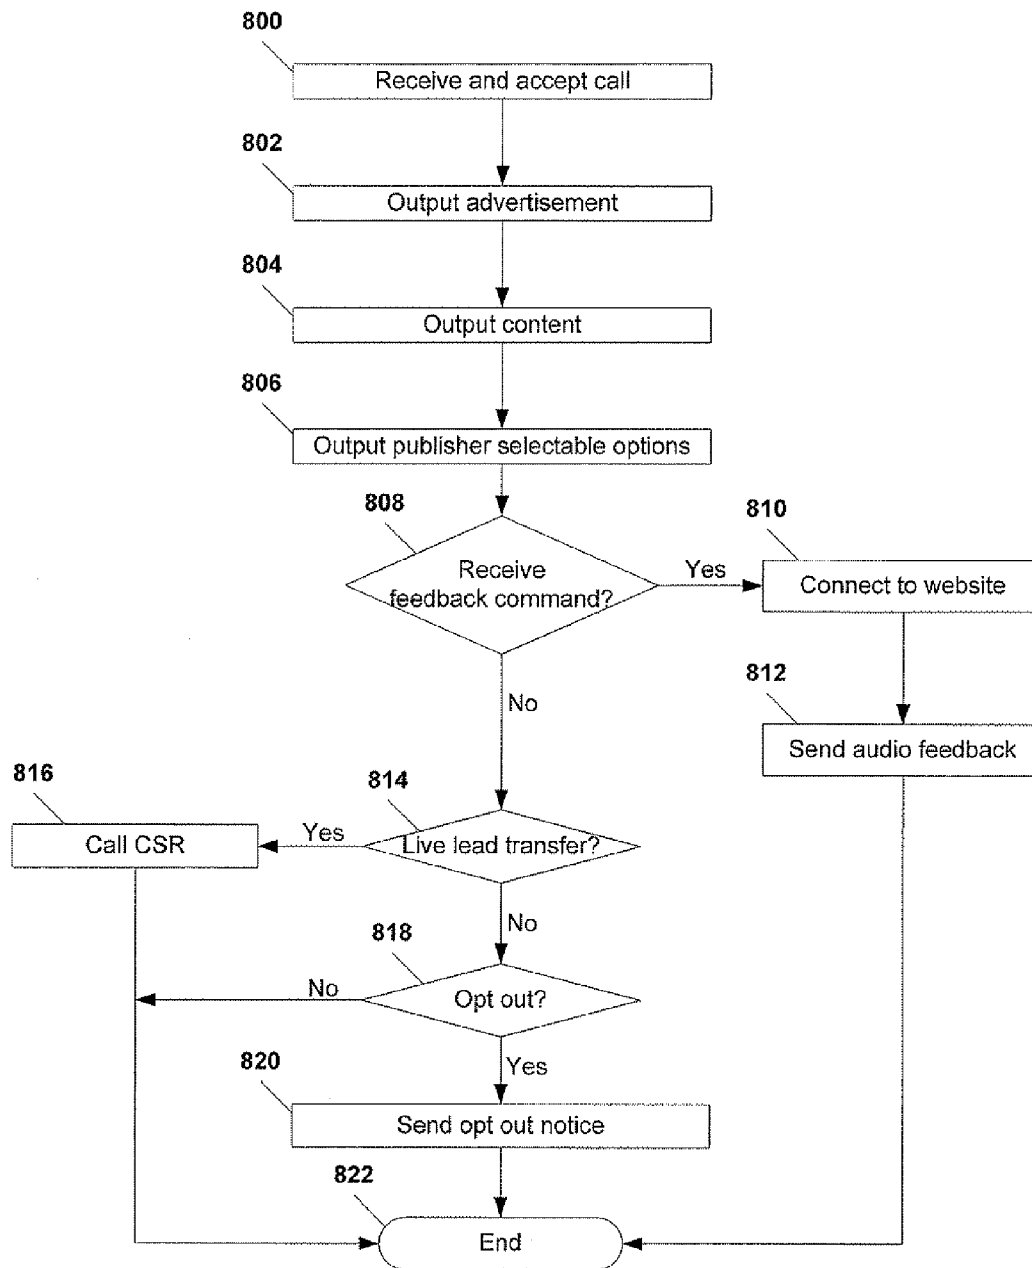 800
Receive and accept call
802
Output advertisement
804
Output content
806
Output publisher selectable options
808
Receive
feedback command?
Yes
810
Connect to website
812
Send audio feedback
No
814
Live lead transfer?
Yes
816
Call CSR
No
818
Opt out?
No
Yes
820
Send opt out notice
822
End